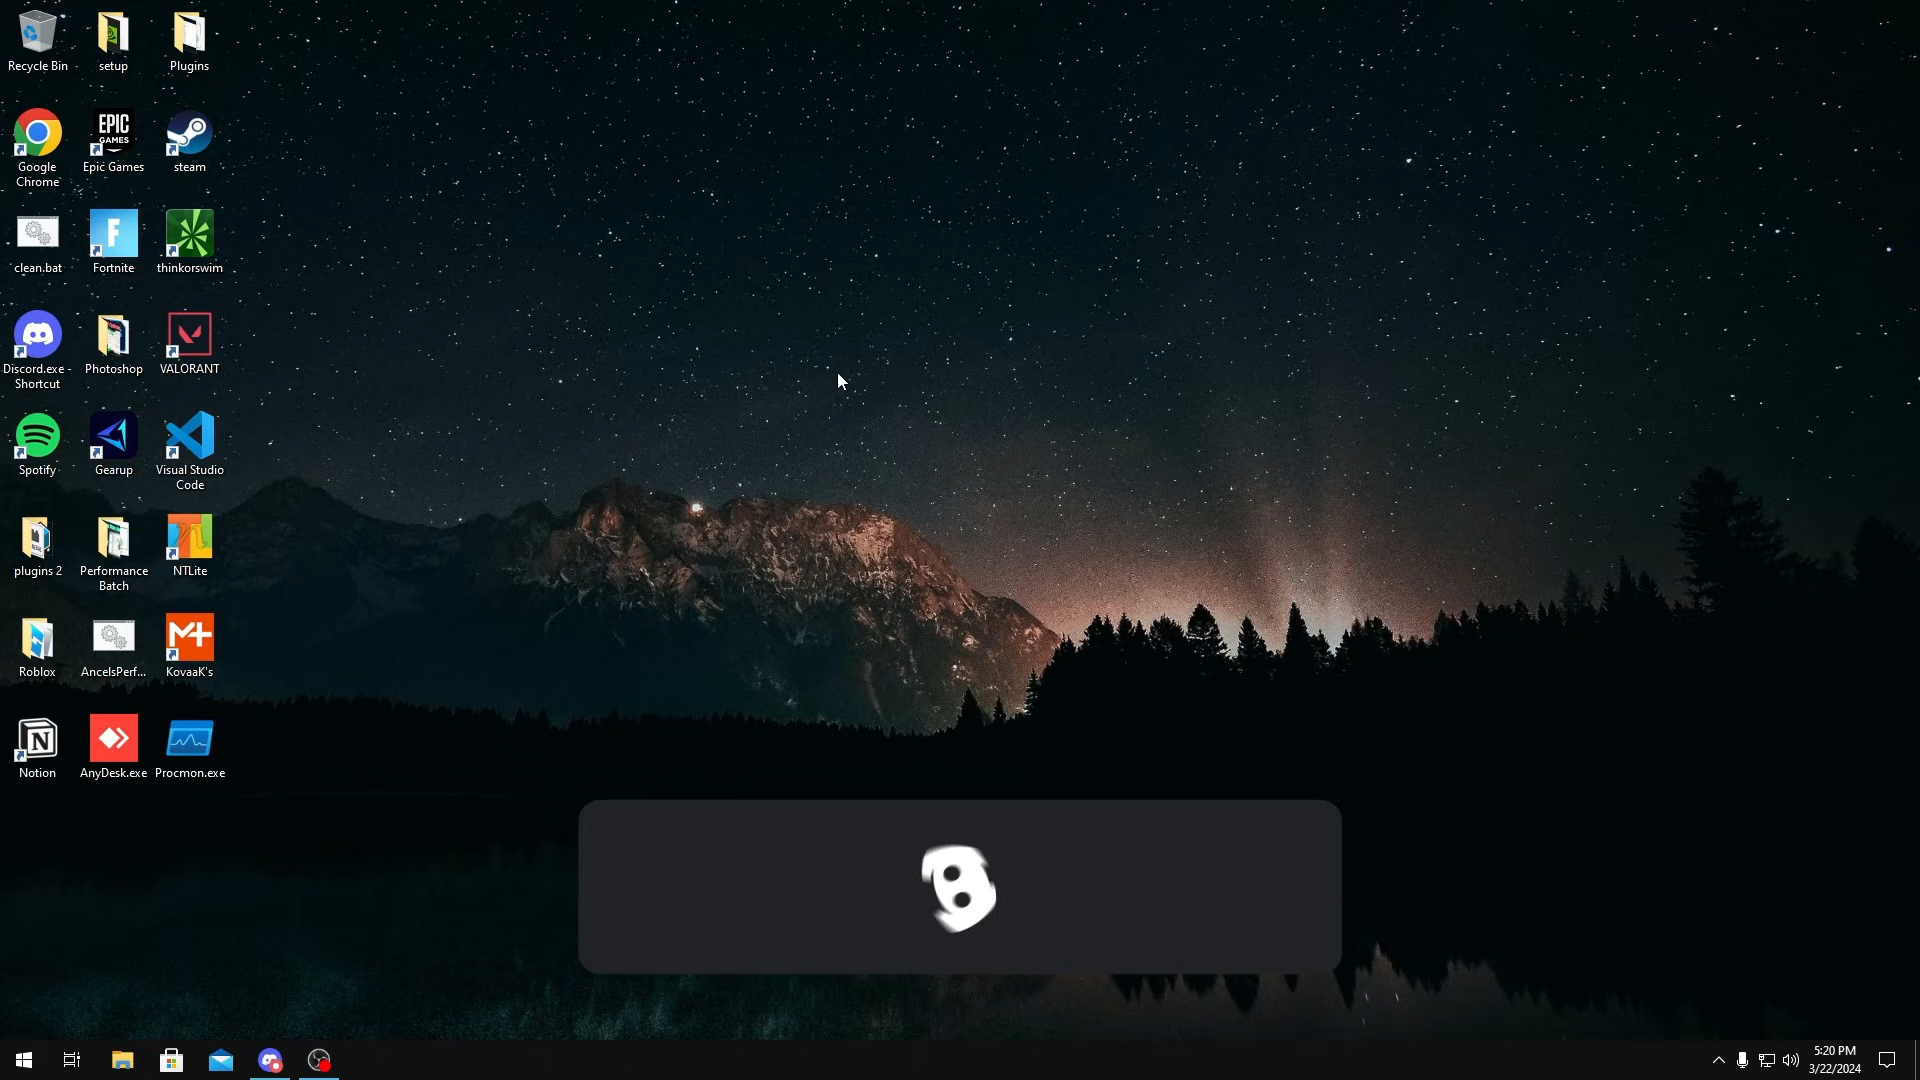 Recycle Bin
setup
Plugins
Google
Chrome
EPIC
GAMES
Epic Games
steam
clean.bat
F
Fortnite
thinkorswim
Discord.exe -
Shortcut
Photoshop
VALORANT
Spotify
Gearup
Visual Studio
Code
plugins 2
Performance
Batch
NTLite
Roblox
AncelsPerf...
KovaaK's
N
Notion
AnyDesk.exe
Procmon.exe
5:20 PM
3/22/2024